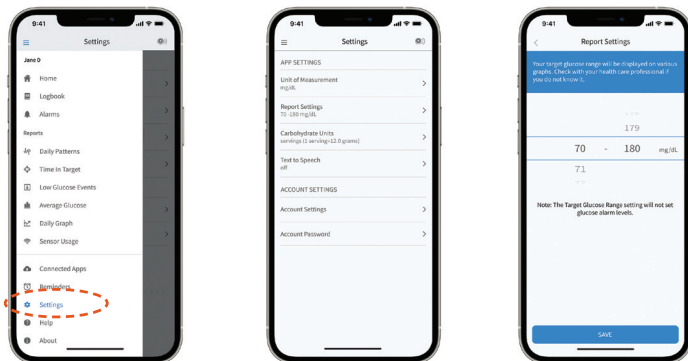 9:41
Settings
Jane D
Home
Logbook
Alarms
Reports
Daily Patterns
Time In Target
Low Glucose Events
Average Glucose
Daily Graph
Sensor Usage
Connected Apps
Reminders
Settings
Help
About
9:41
Settings
APP SETTINGS
Unit of Measurement
mg/dL
Report Settings
70 -180 mg/dL
Carbohydrate Units
servings (1 serving=12.0 grams)
Text to Speech
off
ACCOUNT SETTINGS
Account Settings
Account Password
9:41
Report Settings
Your target glucose range will be displayed on various
graphs. Check with your health care professional if
you do not know it.
179
70 - 180 mg/dL
71
Note: The Target Glucose Range setting will not set
glucose alarm levels.
SAVE